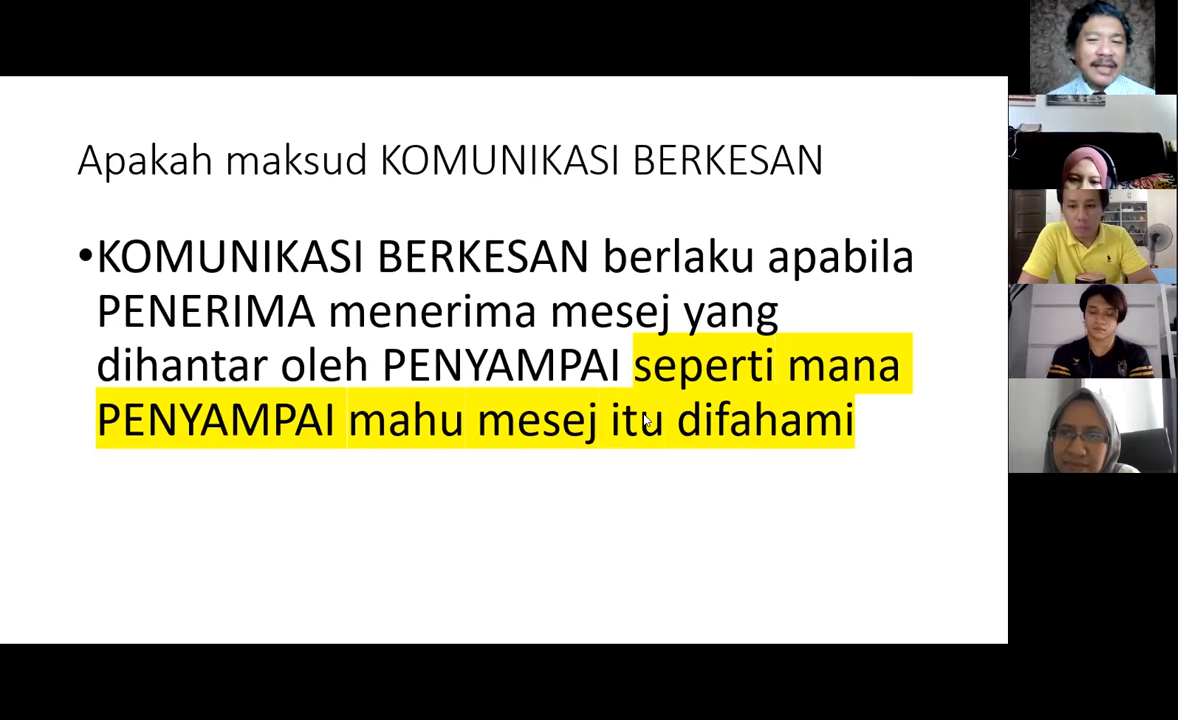 Apakah maksud KOMUNIKASI BERKESAN
•KOMUNIKASI BERKESAN berlaku apabila
PENERIMA menerima mesej yang
dihantar oleh PENYAMPAI seperti mana
PENYAMPAI mahu mesej itu difahami